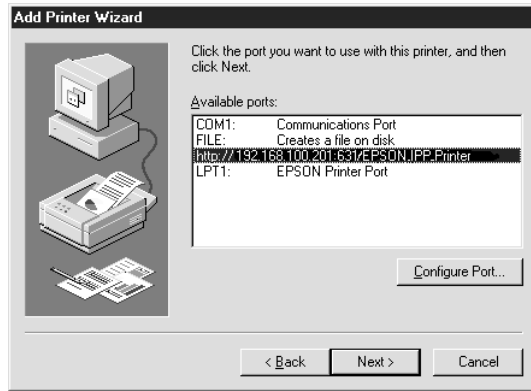 Add Printer Wizard
Click the port you want to use with this printer, and then
click Next.
Available ports:
COM1: Communications Port
FILE: Creates a file on disk
http://192.168.100.201:631/EPSON_IPP_Printer
LPT1: EPSON Printer Port
Configure Port...
< Back Next > Cancel